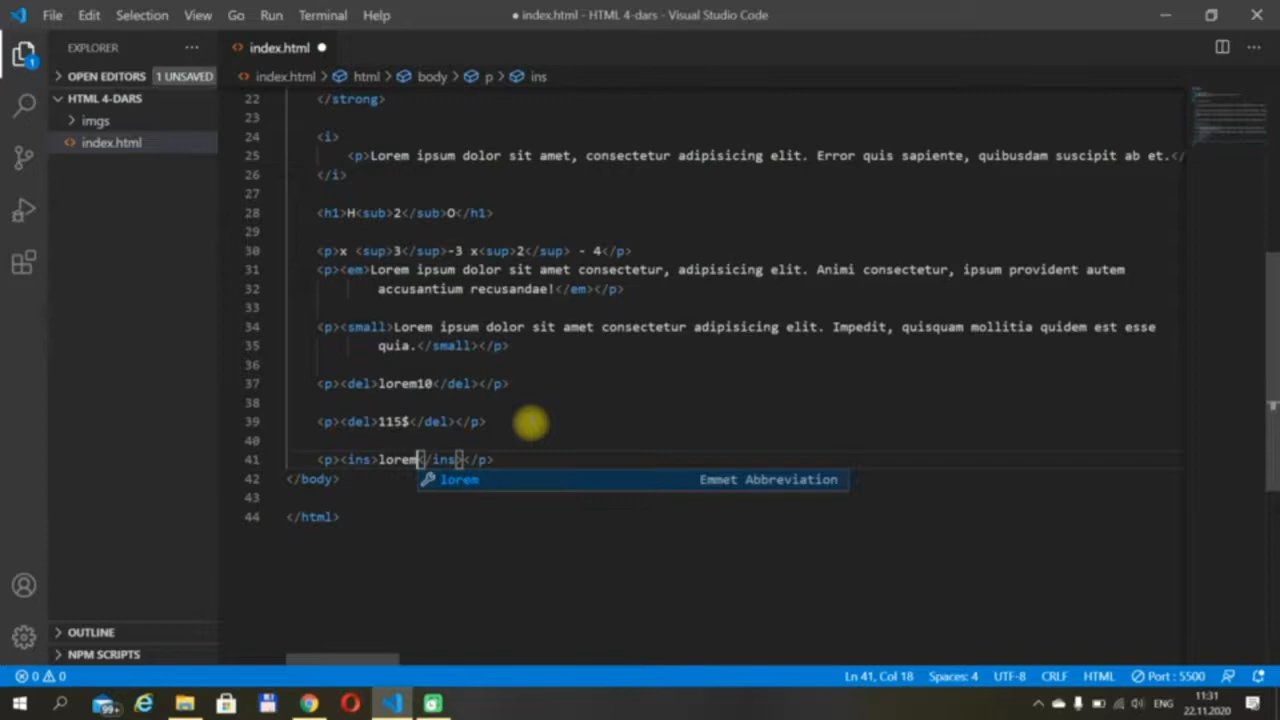 File Edit Selection View Go Run Terminal Help
● index.html - HTML 4-dars - Visual Studio Code
EXPLORER
index.html
OPEN EDITORS 1 UNSAVED
index.html > html > body > p > ins
HTML 4-DARS
imgs
index.html
22 </strong>
23
24 <i>
25 <p>Lorem ipsum dolor sit amet, consectetur adipisicing elit. Error quis sapiente, quibusdam suscipit ab et.</
26 </i>
27
28 <h1>H<sub>2</sub>O</h1>
29
30 <p>x <sup>3</sup>-3 x<sup>2</sup> - 4</p>
31 <p><em>Lorem ipsum dolor sit amet consectetur, adipisicing elit. Animi consectetur, ipsum provident autem
32 accusantium recusandae!</em></p>
33
34 <p><small>Lorem ipsum dolor sit amet consectetur adipisicing elit. Impedit, quisquam mollitia quidem est esse
35 quia.</small></p>
36
37 <p><del>lorem10</del></p>
38
39 <p><del>115$</del></p>
40
41 <p><ins>lorem</ins></p>
42 </body>
lorem Emmet Abbreviation
43
44 </html>
OUTLINE
NPM SCRIPTS
0 0
Ln 41, Col 18 Spaces: 4 UTF-8 CRLF HTML Port : 5500
99+
ENG
11:31
22.11.2020